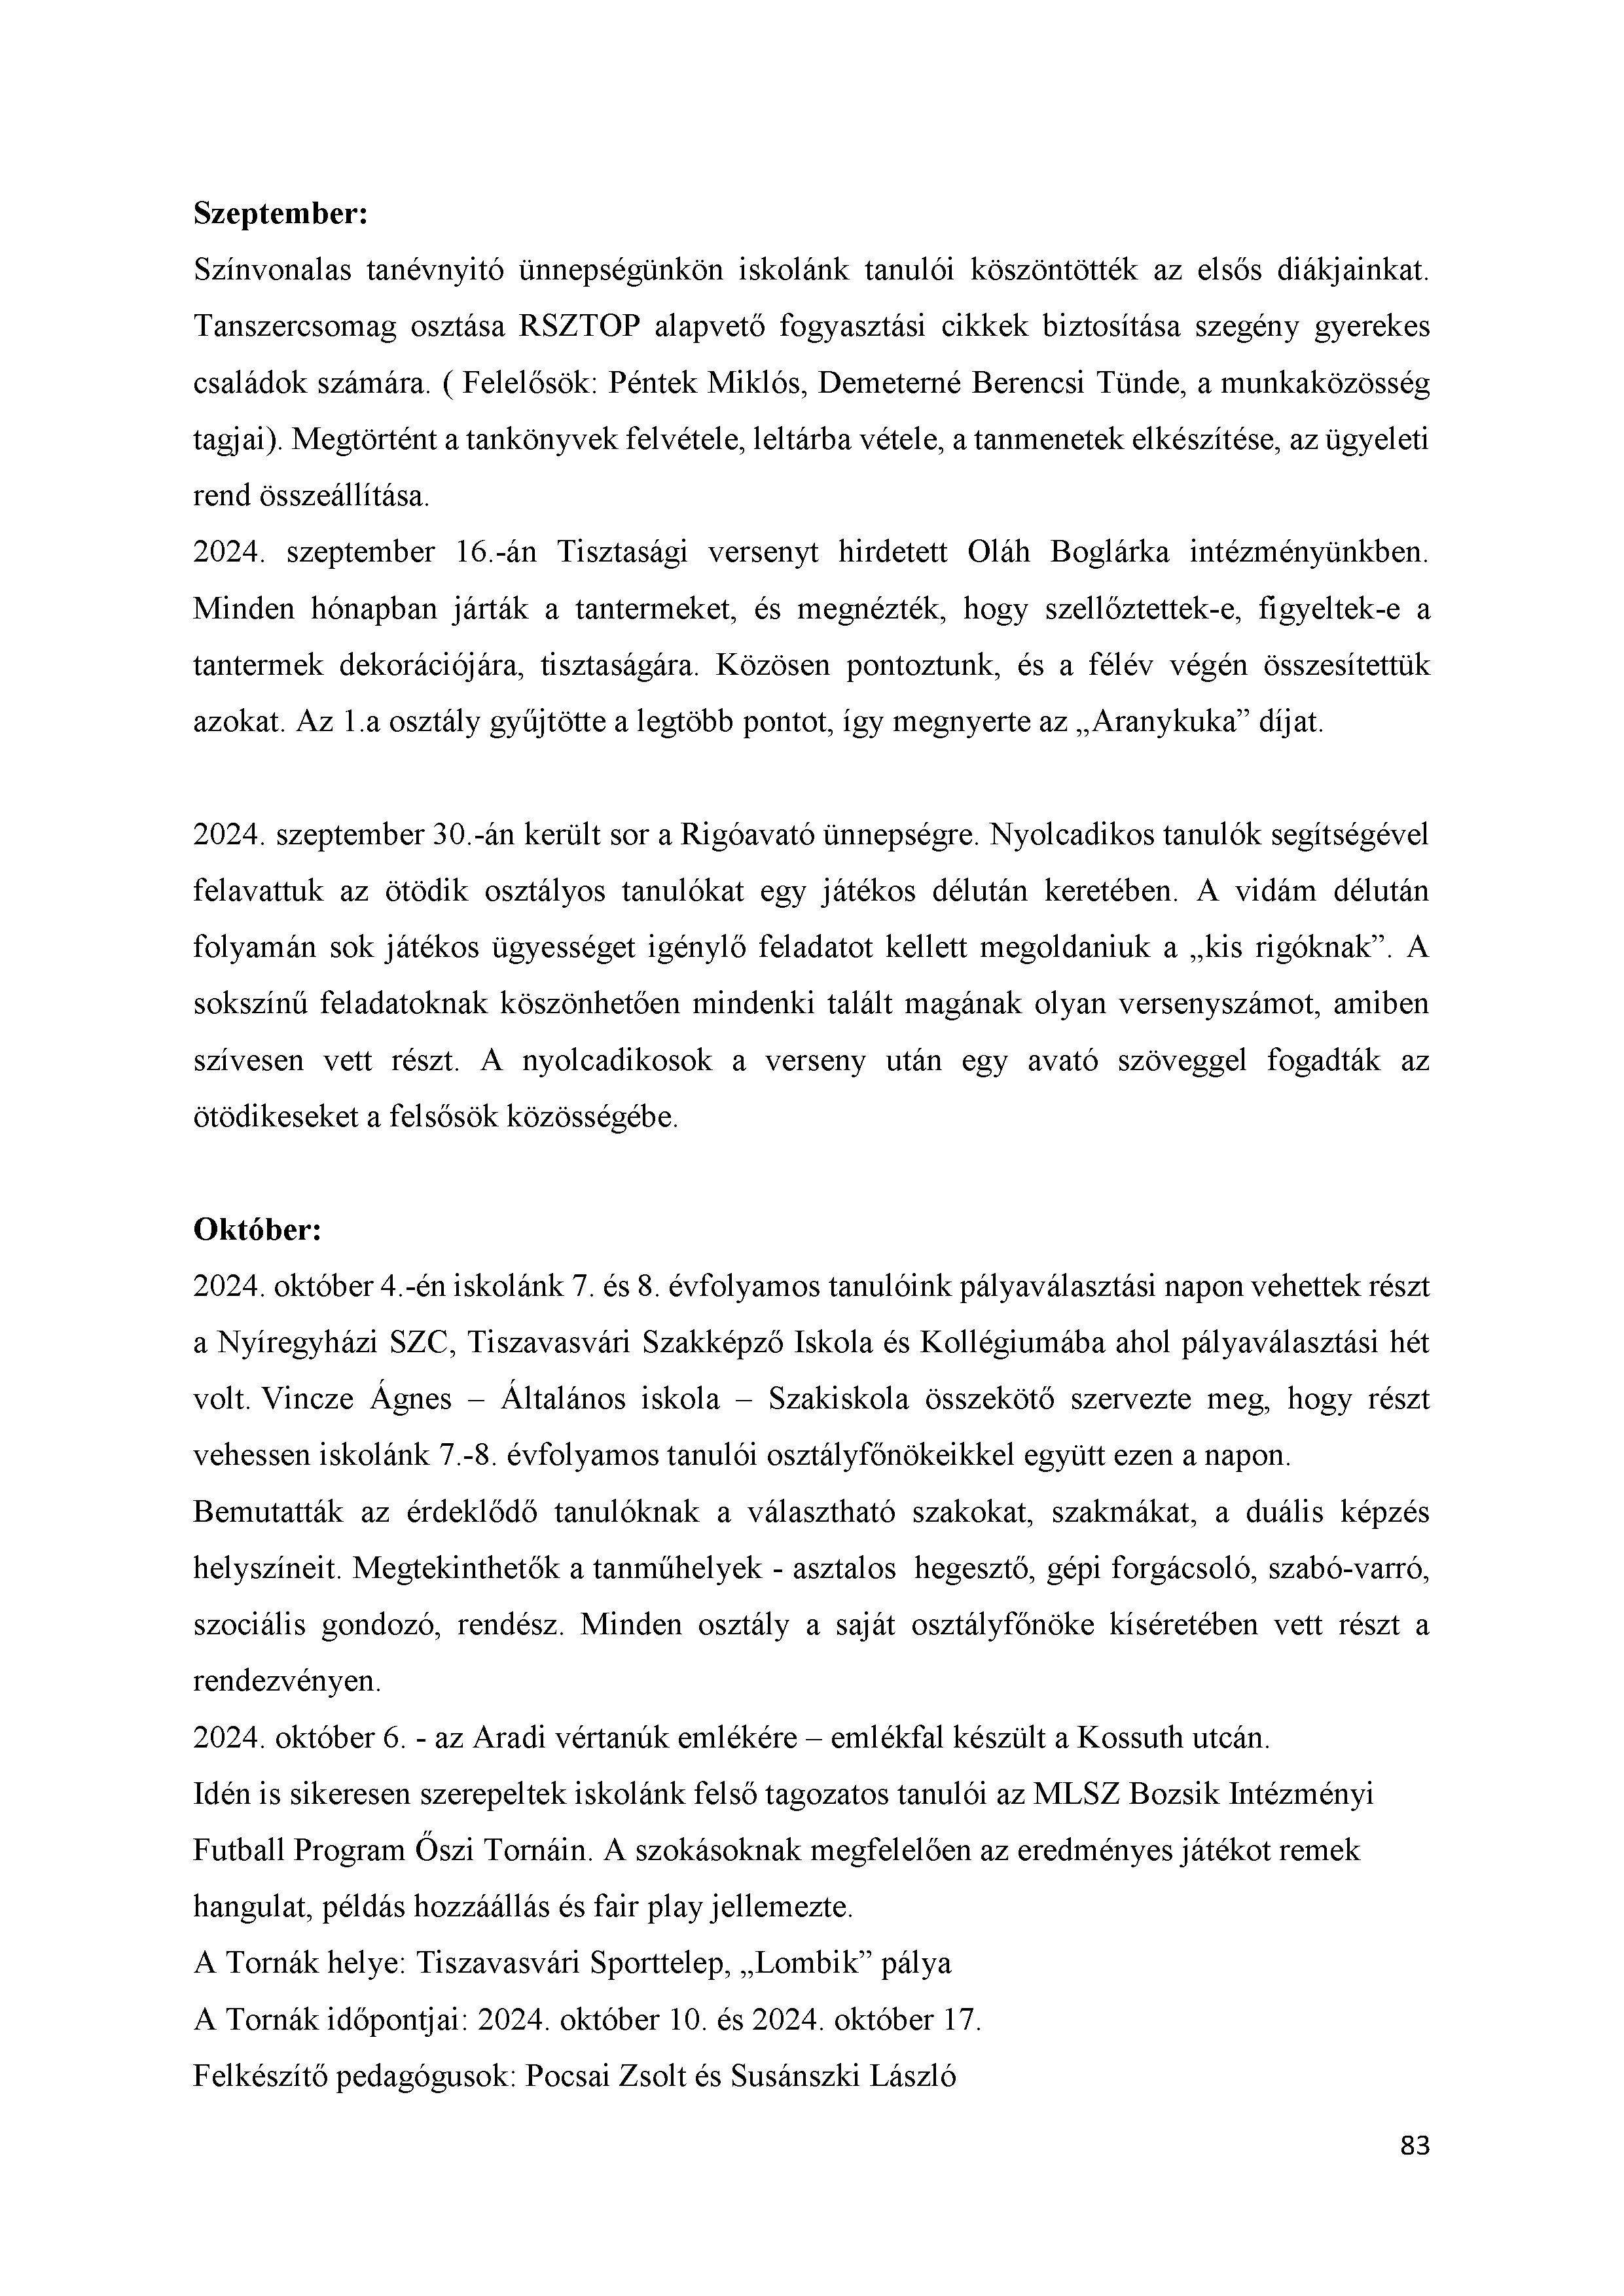 Szeptember:
Színvonalas tanévnyitó ünnepségünkön iskolánk tanulói köszöntötték az elsős diákjainkat.
Tanszercsomag osztása RSZTOP alapvető fogyasztási cikkek biztosítása szegény gyerekes
családok számára. ( Felelősök: Péntek Miklós, Demeterné Berencsi Tünde, a munkaközösség
tagjai). Megtörtént a tankönyvek felvétele, leltárba vétele, a tanmenetek elkészítése, az ügyeleti
rend összeállítása.
2024. szeptember 16.-án Tisztasági versenyt hirdetett Oláh Boglárka intézményünkben.
Minden hónapban járták a tantermeket, és megnézték, hogy szellőztettek-e, figyeltek-e a
tantermek dekorációjára, tisztaságára. Közösen pontoztunk, és a félév végén összesítettük
azokat. Az 1.a osztály gyűjtötte a legtöbb pontot, így megnyerte az „Aranykuka” díjat.
2024. szeptember 30.-án került sor a Rigóavató ünnepségre. Nyolcadikos tanulók segítségével
felavattuk az ötödik osztályos tanulókat egy játékos délután keretében. A vidám délután
folyamán sok játékos ügyességet igénylő feladatot kellett megoldaniuk a „kis rigóknak”. A
sokszínű feladatoknak köszönhetően mindenki talált magának olyan versenyszámot, amiben
szívesen vett részt. A nyolcadikosok a verseny után egy avató szöveggel fogadták az
ötödikeseket a felsősök közösségébe.
Október:
2024. október 4.-én iskolánk 7. és 8. évfolyamos tanulóink pályaválasztási napon vehettek részt
a Nyíregyházi SZC, Tiszavasvári Szakképző Iskola és Kollégiumába ahol pályaválasztási hét
volt. Vincze Ágnes – Általános iskola – Szakiskola összekötő szervezte meg, hogy részt
vehessen iskolánk 7.-8. évfolyamos tanulói osztályfőnökeikkel együtt ezen a napon.
Bemutatták az érdeklődő tanulóknak a választható szakokat, szakmákat, a duális képzés
helyszíneit. Megtekinthetők a tanműhelyek - asztalos  hegesztő, gépi forgácsoló, szabó-varró,
szociális gondozó, rendész. Minden osztály a saját osztályfőnöke kíséretében vett részt a
rendezvényen.
2024. október 6. - az Aradi vértanúk emlékére – emlékfal készült a Kossuth utcán.
Idén is sikeresen szerepeltek iskolánk felső tagozatos tanulói az MLSZ Bozsik Intézményi
Futball Program Őszi Tornáin. A szokásoknak megfelelően az eredményes játékot remek
hangulat, példás hozzáállás és fair play jellemezte.
A Tornák helye: Tiszavasvári Sporttelep, „Lombik” pálya
A Tornák időpontjai: 2024. október 10. és 2024. október 17.
Felkészítő pedagógusok: Pocsai Zsolt és Susánszki László
83